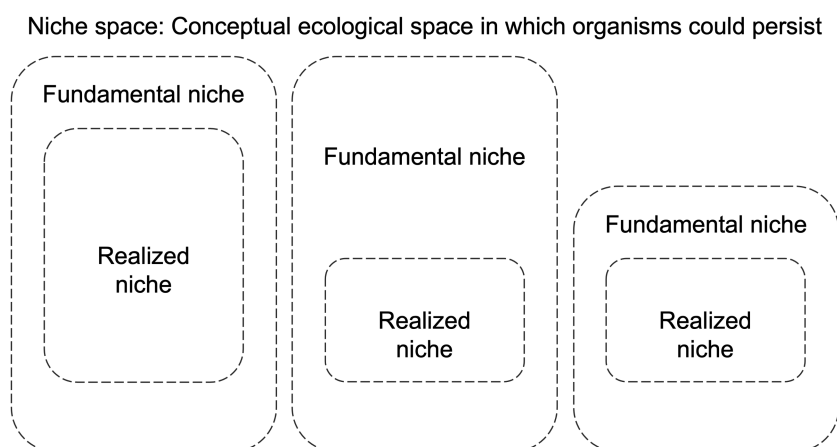 Niche space: Conceptual ecological space in which organisms could persist
Fundamental niche
Realized
niche
Fundamental niche
Realized
niche
Fundamental niche
Realized
niche